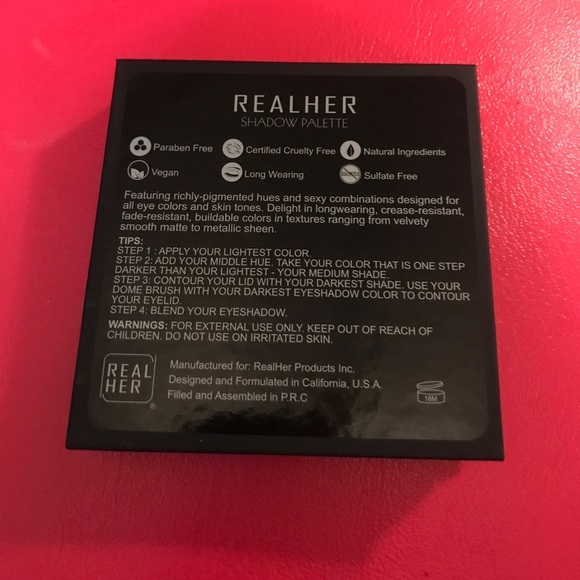 REALHER
SHADOW PALETTE
Paraben Free Certified Cruelty Free Natural Ingredients
Vegan Long Wearing Sulfate Free
Featuring richly-pigmented hues and sexy combinations designed for
all eye colors and skin tones. Delight in longwearing, crease-resistant,
fade-resistant, buildable colors in textures ranging from velvety
smooth matte to metallic sheen.
TIPS:
STEP 1 : APPLY YOUR LIGHTEST COLOR.
STEP 2: ADD YOUR MIDDLE HUE. TAKE YOUR COLOR THAT IS ONE STEP
DARKER THAN YOUR LIGHTEST - YOUR MEDIUM SHADE.
STEP 3: CONTOUR YOUR LID WITH YOUR DARKEST SHADE. USE YOUR
DOME BRUSH WITH YOUR DARKEST EYESHADOW COLOR TO CONTOUR
YOUR EYELID.
STEP 4: BLEND YOUR EYESHADOW.
WARNINGS: FOR EXTERNAL USE ONLY. KEEP OUT OF REACH OF
CHILDREN. DO NOT USE ON IRRITATED SKIN.
REAL
HER
®
Manufactured for: RealHer Products Inc.
Designed and Formulated in California, U.S.A.
Filled and Assembled in P.R.C
18M